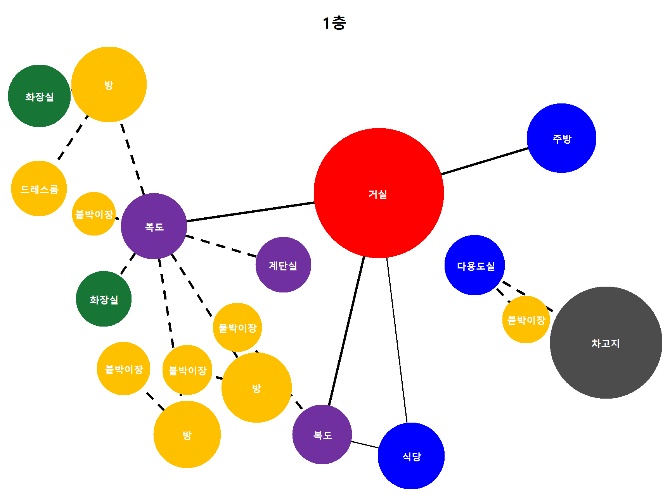 1층
방
화장실
주방
드레스룸
거실
붙박이장
복도
계단실
다용도실
화장실
붙박이장
붙박이장
차고지
붙박이장
붙박이장
방
방
복도
식당